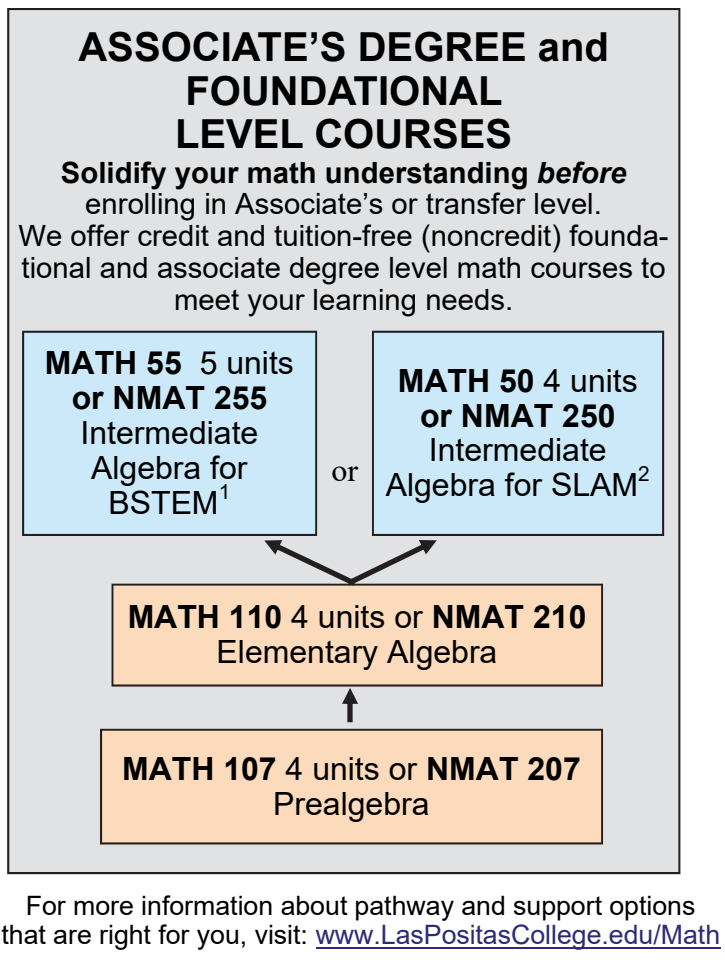 ASSOCIATE'S DEGREE and
FOUNDATIONAL
LEVEL COURSES
Solidify your math understanding before
enrolling in Associate's or transfer level.
We offer credit and tuition-free (noncredit) founda-
tional and associate degree level math courses to
meet your learning needs.
MATH 55  5 units
or NMAT 255
Intermediate
Algebra for
BSTEM¹
or
MATH 50 4 units
or NMAT 250
Intermediate
Algebra for SLAM²
MATH 110 4 units or NMAT 210
Elementary Algebra
MATH 107 4 units or NMAT 207
Prealgebra
For more information about pathway and support options
that are right for you, visit: www.LasPositasCollege.edu/Math